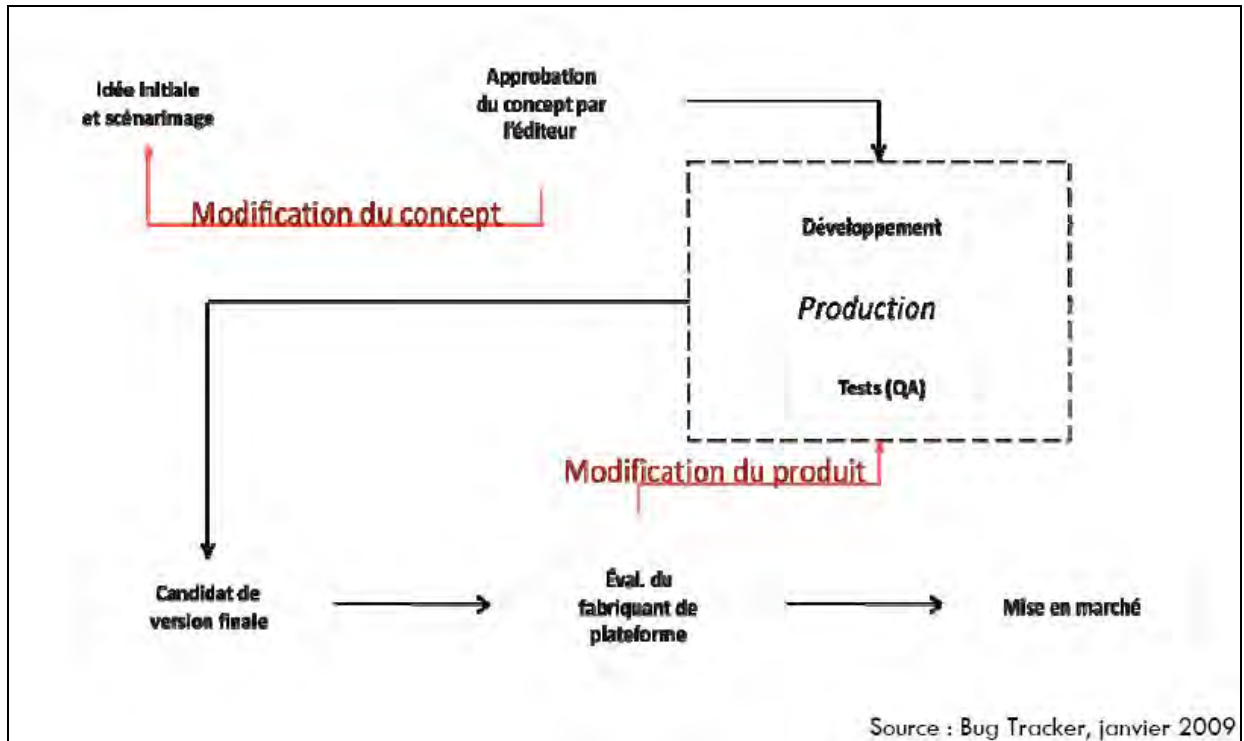 Idée initiale
et scénarimage
Approbation
du concept par
l'éditeur
Modification du concept
Développement
Production
Tests (QA)
Modification du produit
Candidat de
version finale
Éval. du
fabriquant de
plateforme
Mise en marché
Source : Bug Tracker, janvier 2009